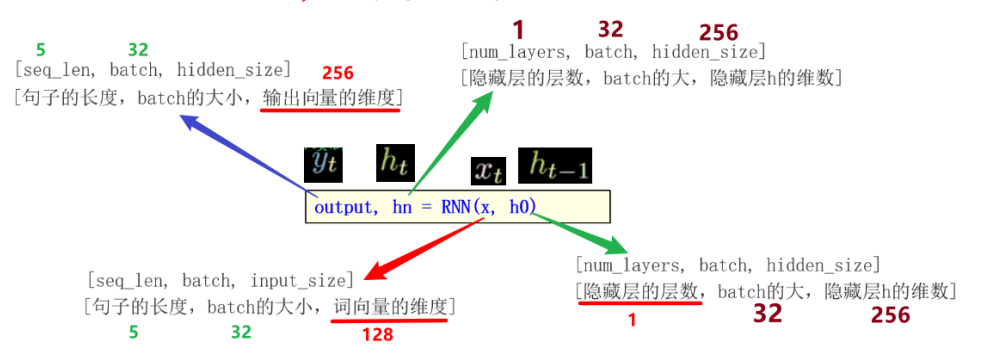 1 32 256
[num_layers, batch, hidden_size]
[隐藏层的层数, batch的大, 隐藏层h的维数]
5 32
[seq_len, batch, hidden_size] 256
[句子的长度, batch的大小, 输出向量的维度]
y_t h_t x_t h_{t-1}
output, hn = RNN(x, h0)
[seq_len, batch, input_size]
[句子的长度, batch的大小, 词向量的维度]
5 32 128
[num_layers, batch, hidden_size]
[隐藏层的层数, batch的大, 隐藏层h的维数]
1 32 256